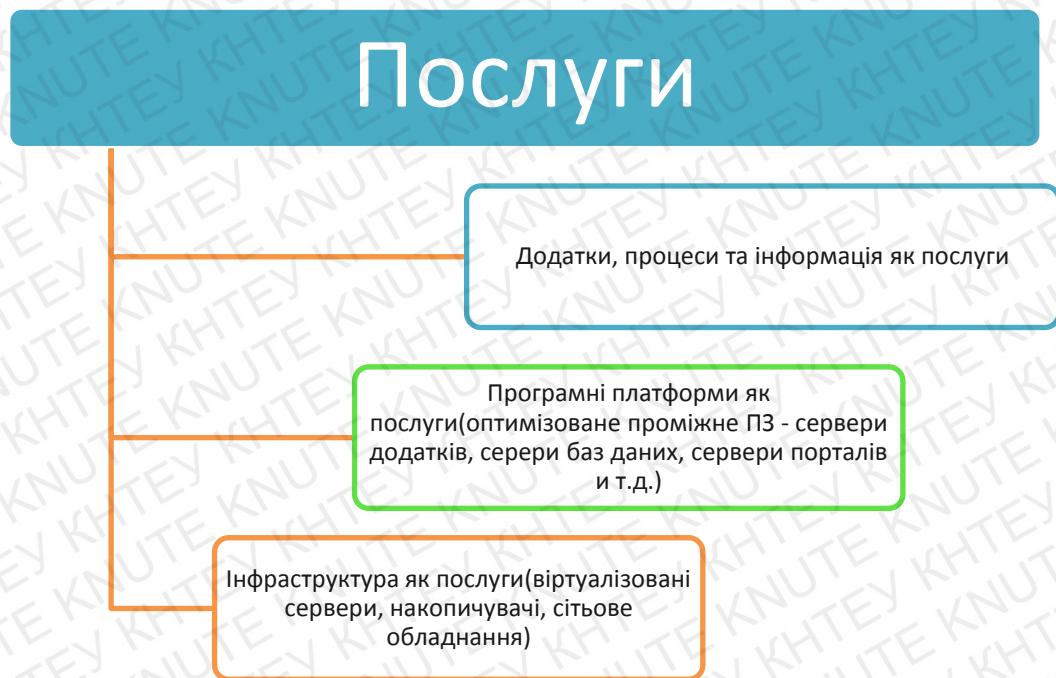 Послуги
Додатки, процеси та інформація як послуги
Програмні платформи як
послуги(оптимізоване проміжне ПЗ - сервери
додатків, серери баз даних, сервери порталів
и т.д.)
Інфраструктура як послуги(віртуалізовані
сервери, накопичувачі, сітьове
обладнання)